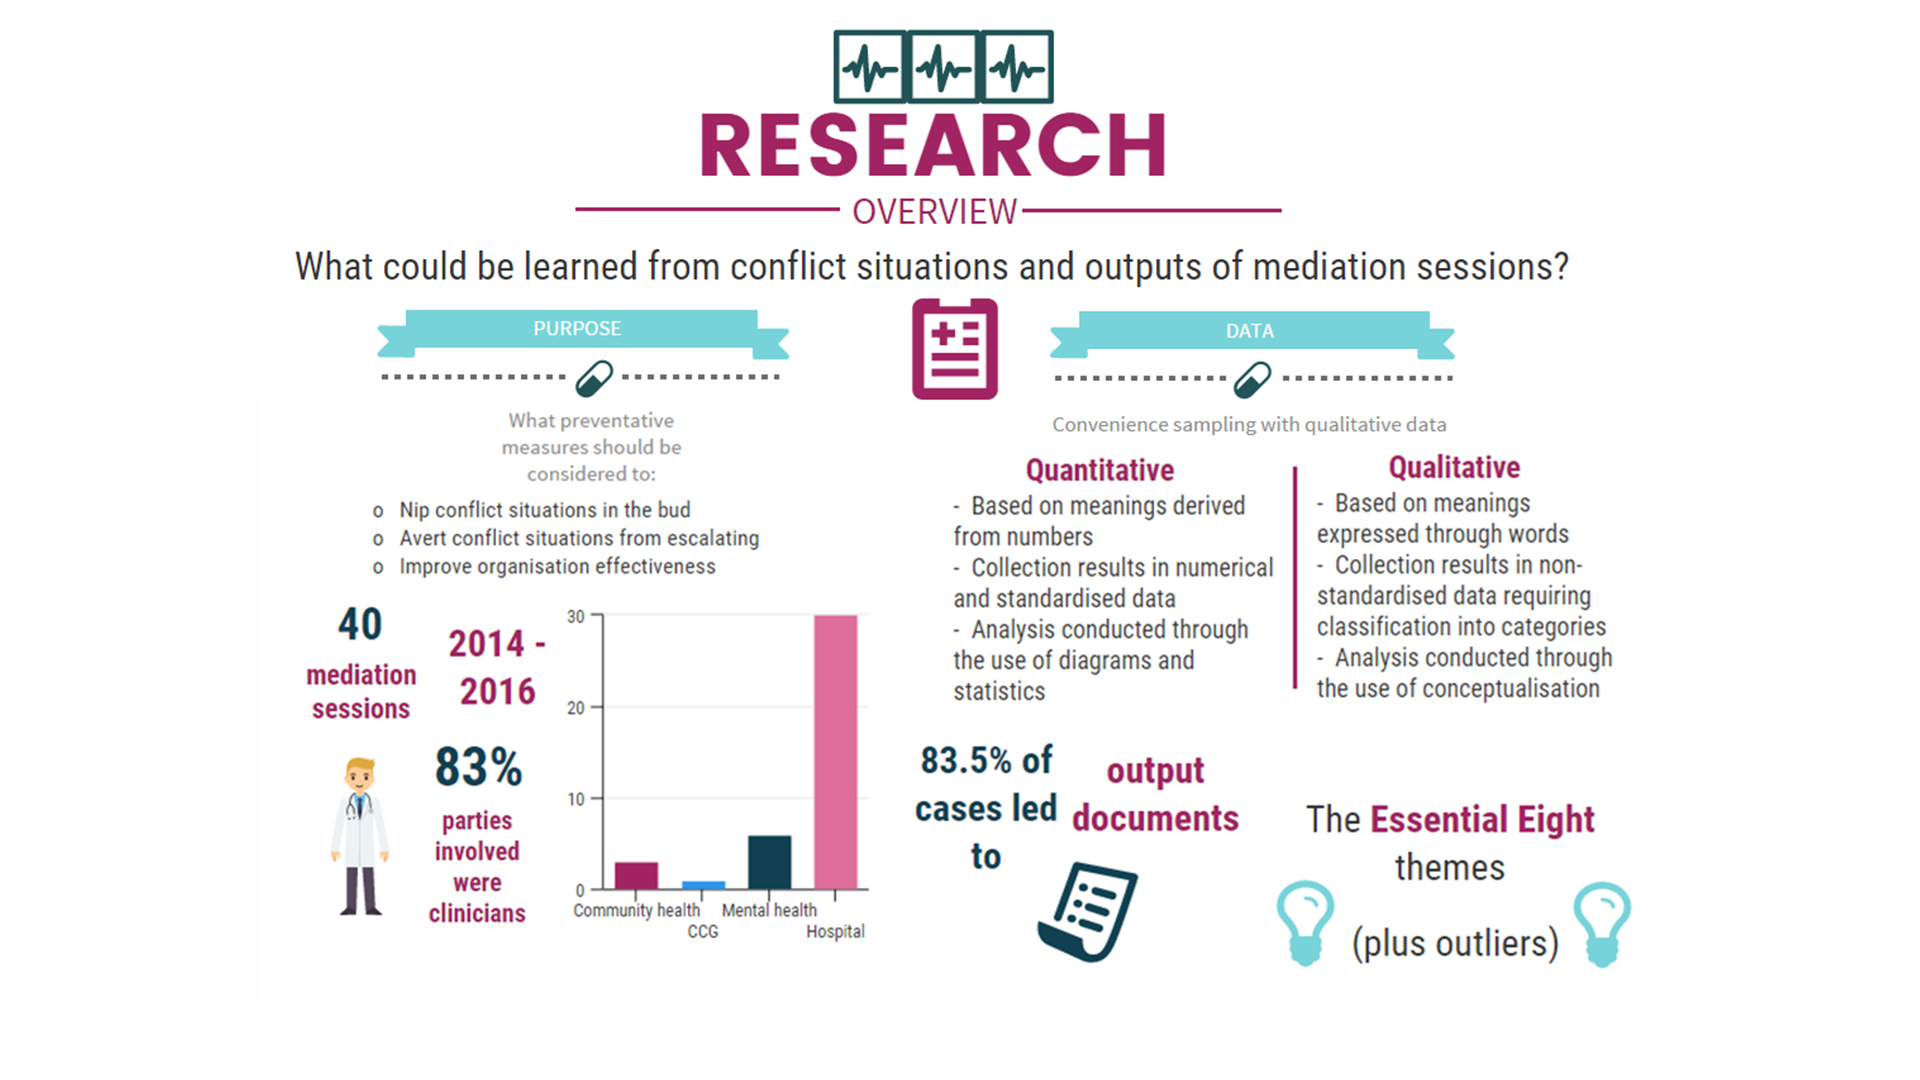 RESEARCH
OVERVIEW
What could be learned from conflict situations and outputs of mediation sessions?
PURPOSE
What preventative
measures should be
considered to:
o Nip conflict situations in the bud
o Avert conflict situations from escalating
o Improve organisation effectiveness
40
mediation
sessions
2014 -
2016
83%
parties
involved
were
clinicians
30
20
10
0
Community health
CCG
Mental health
Hospital
DATA
Convenience sampling with qualitative data
Quantitative
- Based on meanings derived
from numbers
- Collection results in numerical
and standardised data
- Analysis conducted through
the use of diagrams and
statistics
Qualitative
- Based on meanings
expressed through words
- Collection results in non-
standardised data requiring
classification into categories
- Analysis conducted through
the use of conceptualisation
83.5% of
cases led
to
output
documents
The Essential Eight
themes
(plus outliers)